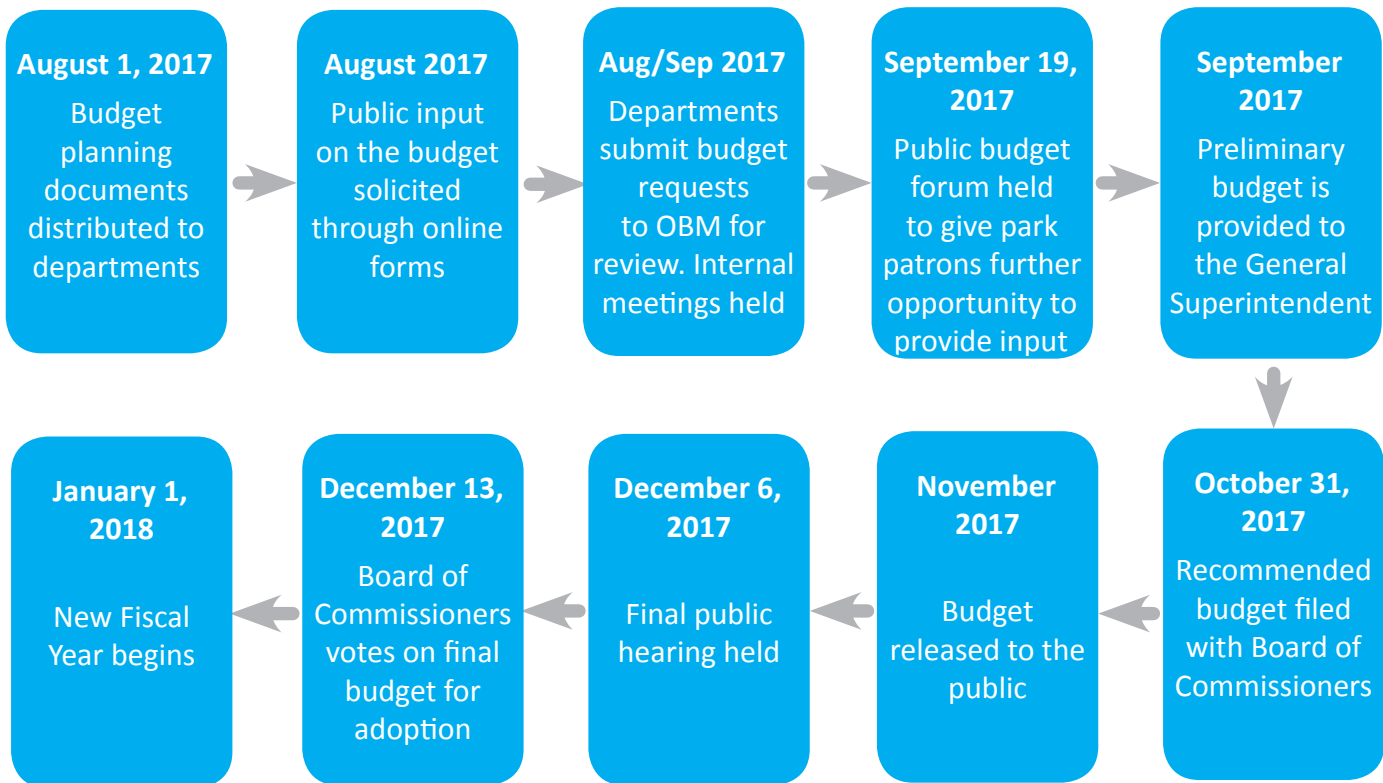 August 1, 2017
Budget
planning
documents
distributed to
departments
August 2017
Public input
on the budget
solicited
through online
forms
Aug/Sep 2017
Departments
submit budget
requests
to OBM for
review. Internal
meetings held
September 19,
2017
Public budget
forum held
to give park
patrons further
opportunity to
provide input
September
2017
Preliminary
budget is
provided to
the General
Superintendent
October 31,
2017
Recommended
budget filed
with Board of
Commissioners
November
2017
Budget
released to the
public
December 6,
2017
Final public
hearing held
December 13,
2017
Board of
Commissioners
votes on final
budget for
adoption
January 1,
2018
New Fiscal
Year begins